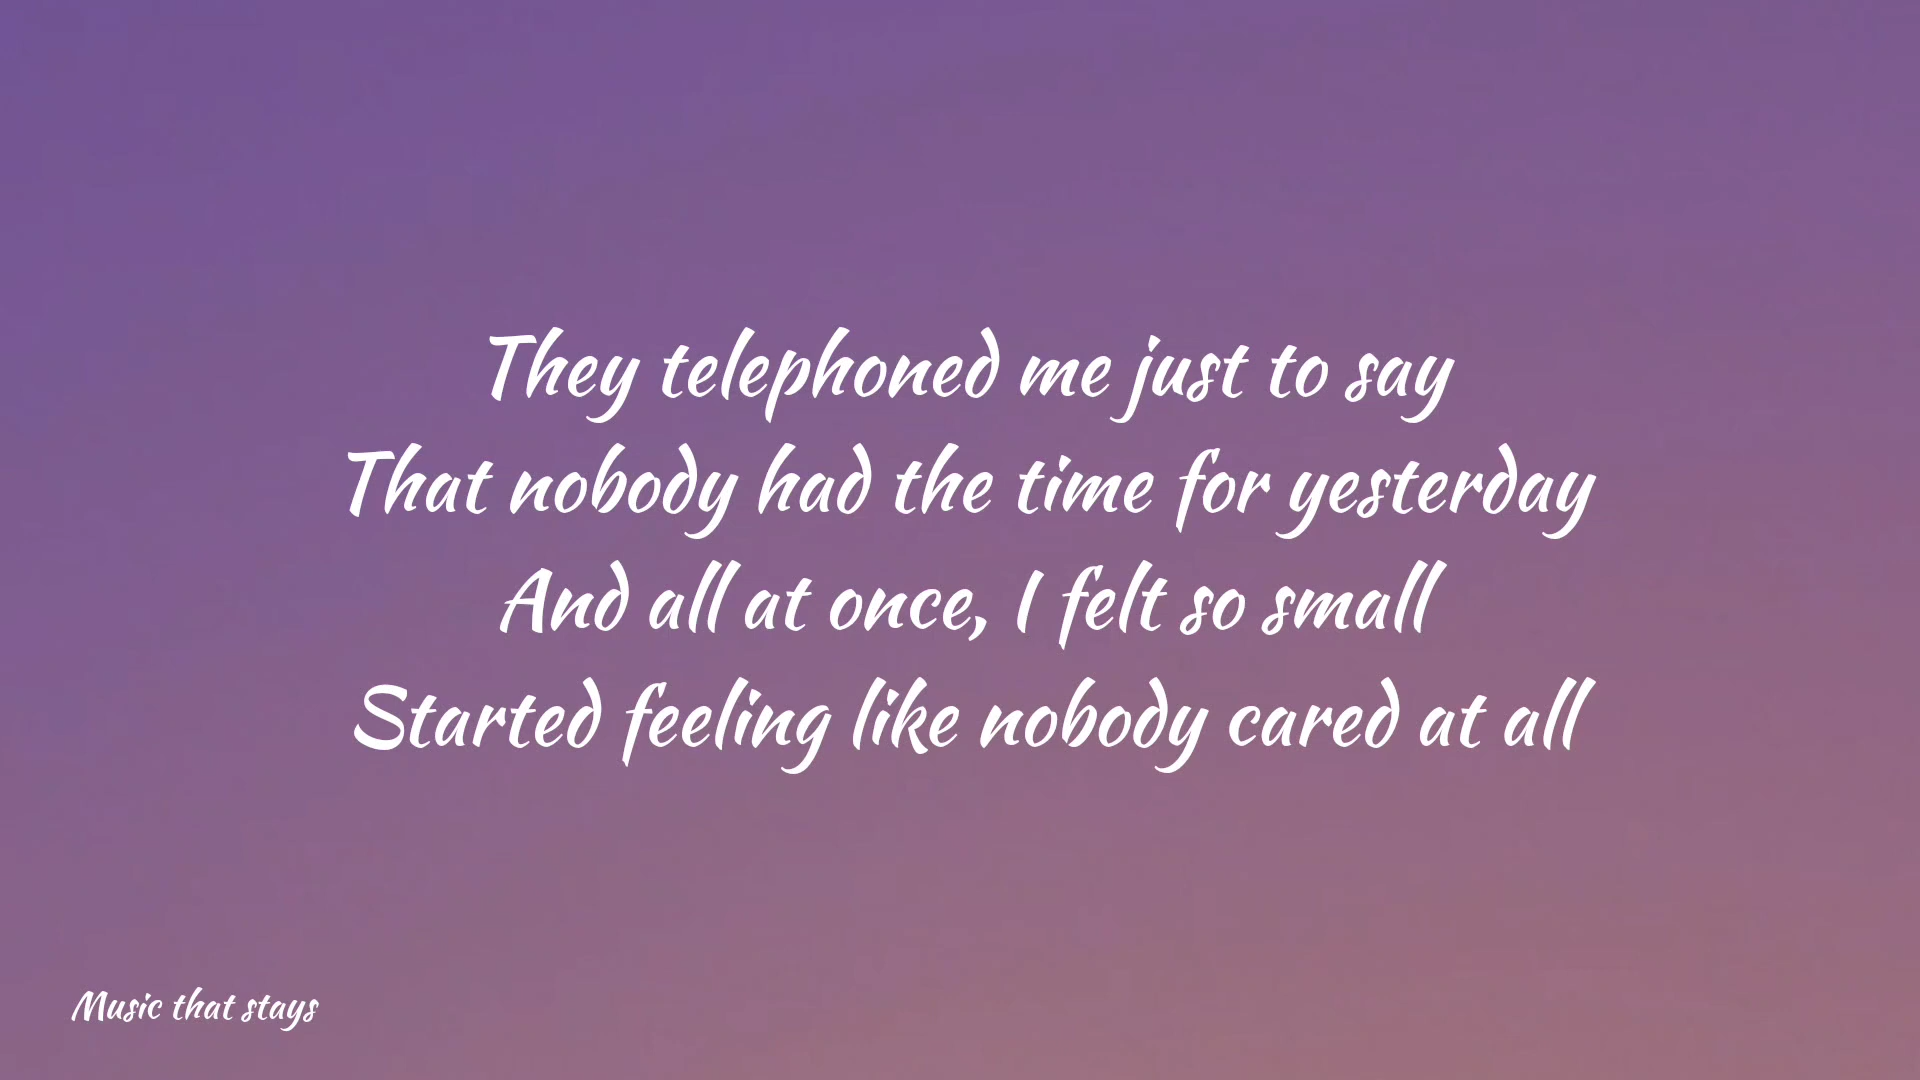 They telephoned me just to say
That nobody had the time for yesterday
And all at once, I felt so small
Started feeling like nobody cared at all
Music that stays